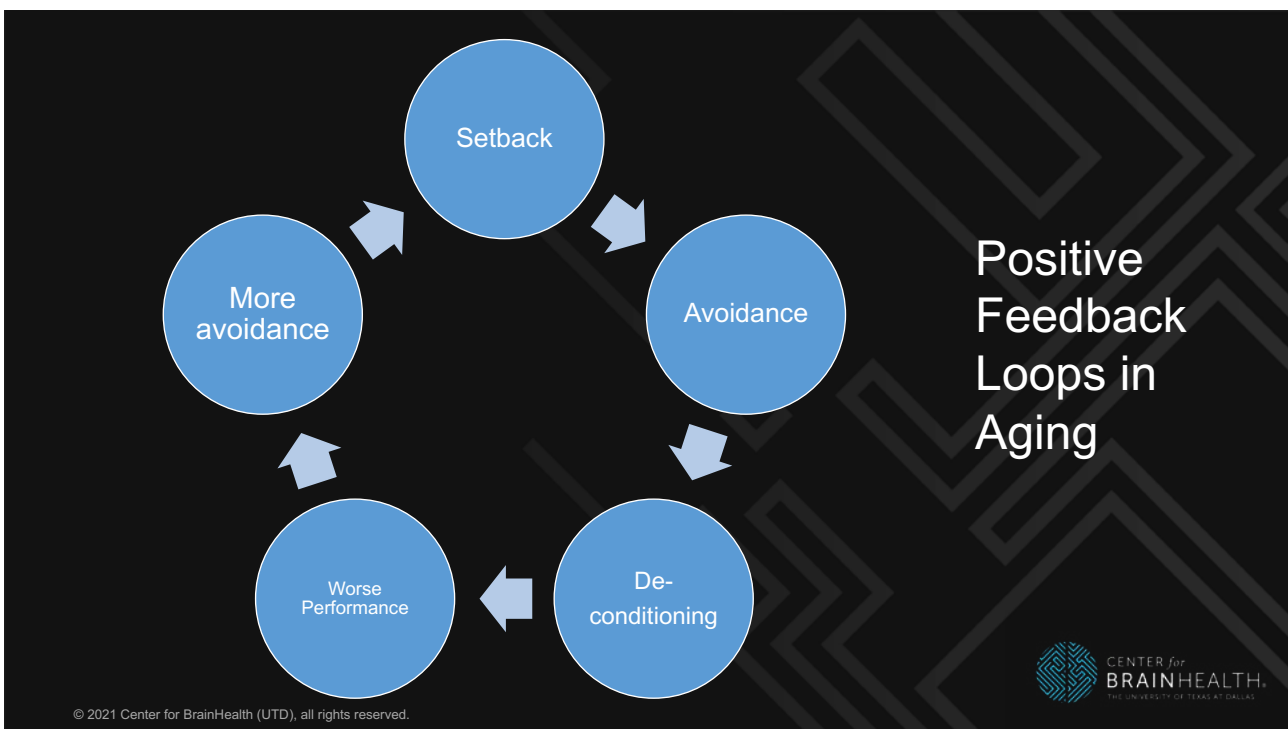 Setback
Avoidance
De-
conditioning
Worse
Performance
More
avoidance
Positive
Feedback
Loops in
Aging
CENTER for
BRAINHEALTH®
THE UNIVERSITY OF TEXAS AT DALLAS
© 2021 Center for BrainHealth (UTD), all rights reserved.